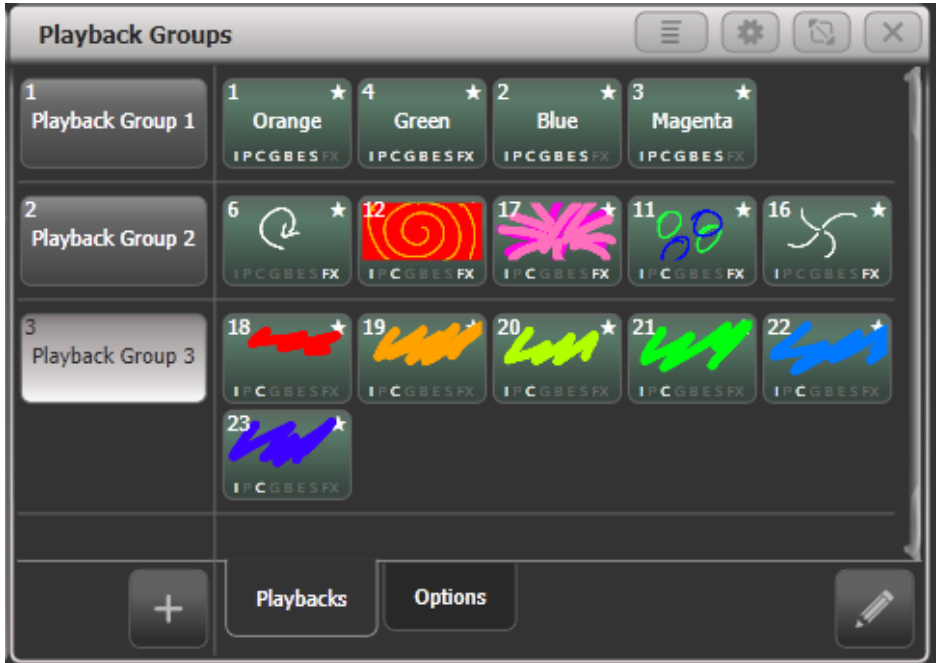 Playback Groups
1
Playback Group 1
1 4 2 3
Orange Green Blue Magenta
IPCGBESFX IPCGBESFX IPCGBESFX IPCGBESFX
2
Playback Group 2
6 12 17 11 16
IPCGBESFX IPCGBESFX IPCGBESFX IPCGBESFX IPCGBESFX
3
Playback Group 3
18 19 20 21 22
IPCGBESFX IPCGBESFX IPCGBESFX IPCGBESFX IPCGBESFX
23
IPCGBESFX
+
Playbacks Options